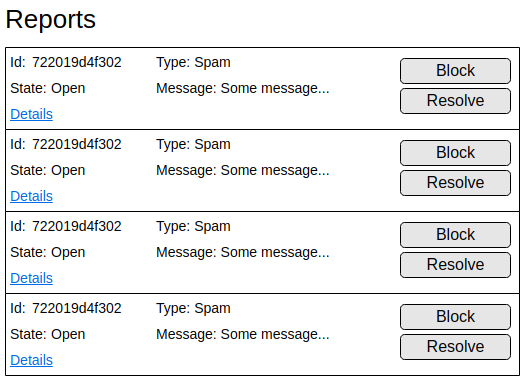 Reports
Id: 722019d4f302 Type: Spam Block
State: Open Message: Some message... Resolve
Details
Id: 722019d4f302 Type: Spam Block
State: Open Message: Some message... Resolve
Details
Id: 722019d4f302 Type: Spam Block
State: Open Message: Some message... Resolve
Details
Id: 722019d4f302 Type: Spam Block
State: Open Message: Some message... Resolve
Details